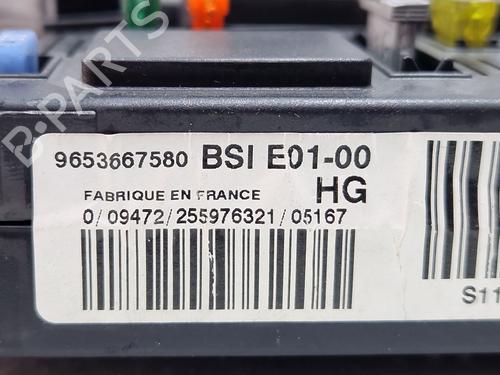 B-PARTS
9653667580 BSI E01-00
FABRIQUE EN FRANCE HG
0/09472/255976321/05167
S11